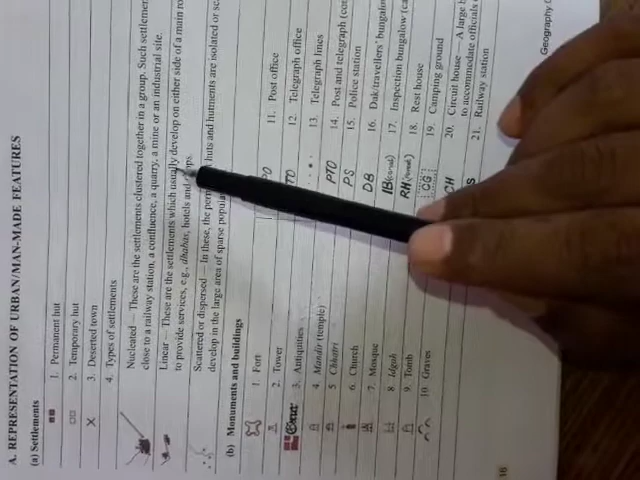 A. REPRESENTATION OF URBAN/MAN-MADE FEATURES
(a) Settlements
1. Permanent hut
2. Temporary hut
3. Deserted town
4. Types of settlements
Nucleated — These are the settlements clustered together in a group. Such
close to a railway station, a confluence, a quarry, a mine or an industrial site.
Linear — These are the settlements which usually develop on either side of a main
to provide services, e.g., dhabas, hotels and
Scattered or dispersed — In these, the huts and hutments are isolated or
develop in the large area of sparse
(b) Monuments and buildings
1. Fort
2. Tower
3. Antiquities
4. Mandir (temple)
5. Chhatri
6. Church
7. Mosque
8. Idgah
9. Tomb
10. Graves
11. Post office
TO 12. Telegraph office
13. Telegraph lines
PTO 14. Post and telegraph
PS 15. Police station
DB 16. Dak/travellers' bungalow
IB 17. Inspection bungalow
RH 18. Rest house
CG 19. Camping ground
CH 20. Circuit house — A large
to accommodate officials
21. Railway station
Geography
16